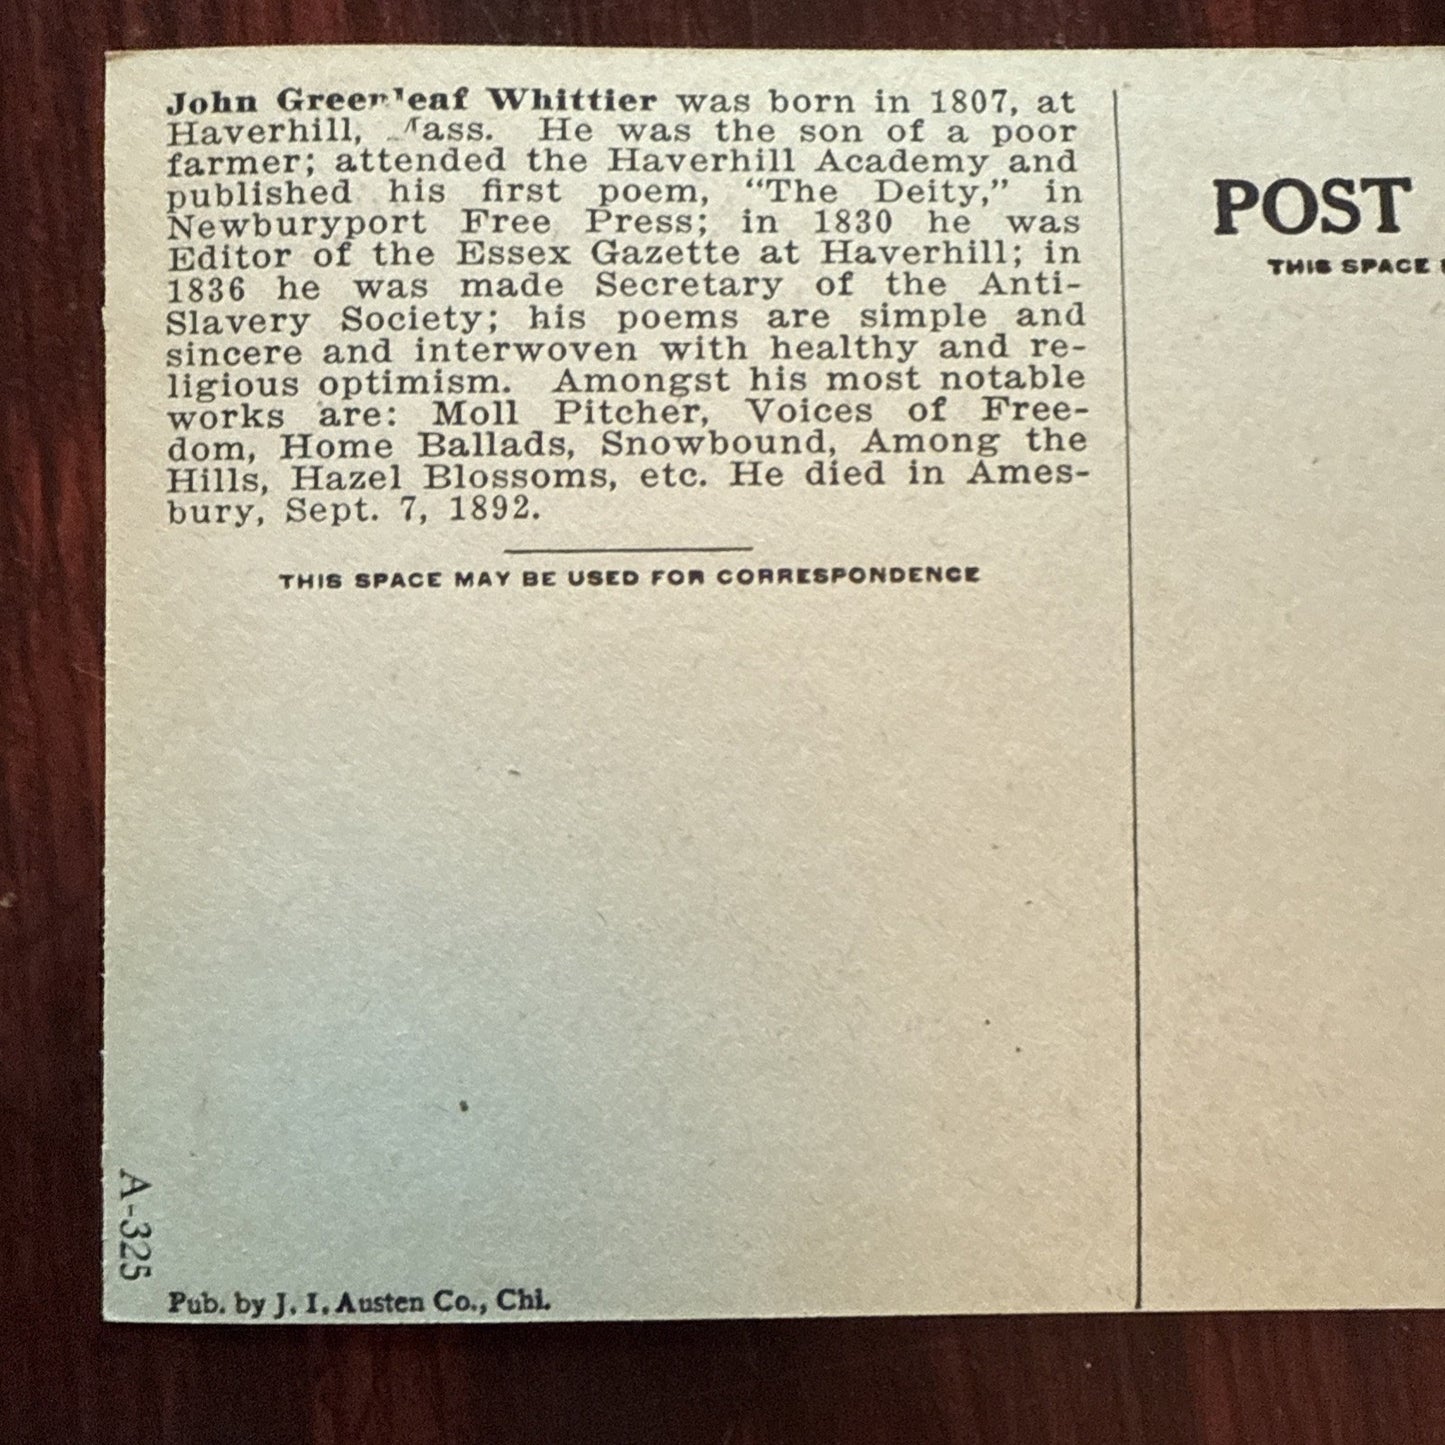 John Greenleaf Whittier was born in 1807, at
Haverhill, Mass. He was the son of a poor
farmer; attended the Haverhill Academy and
published his first poem, “The Deity,” in
Newburyport Free Press; in 1830 he was
Editor of the Essex Gazette at Haverhill; in
1836 he was made Secretary of the Anti-
Slavery Society; his poems are simple and
sincere and interwoven with healthy and re-
ligious optimism. Amongst his most notable
works are: Moll Pitcher, Voices of Free-
dom, Home Ballads, Snowbound, Among the
Hills, Hazel Blossoms, etc. He died in Ames-
bury, Sept. 7, 1892.
THIS SPACE MAY BE USED FOR CORRESPONDENCE
A-325
Pub. by J. I. Austen Co., Chi.
POST
THIS SPACE